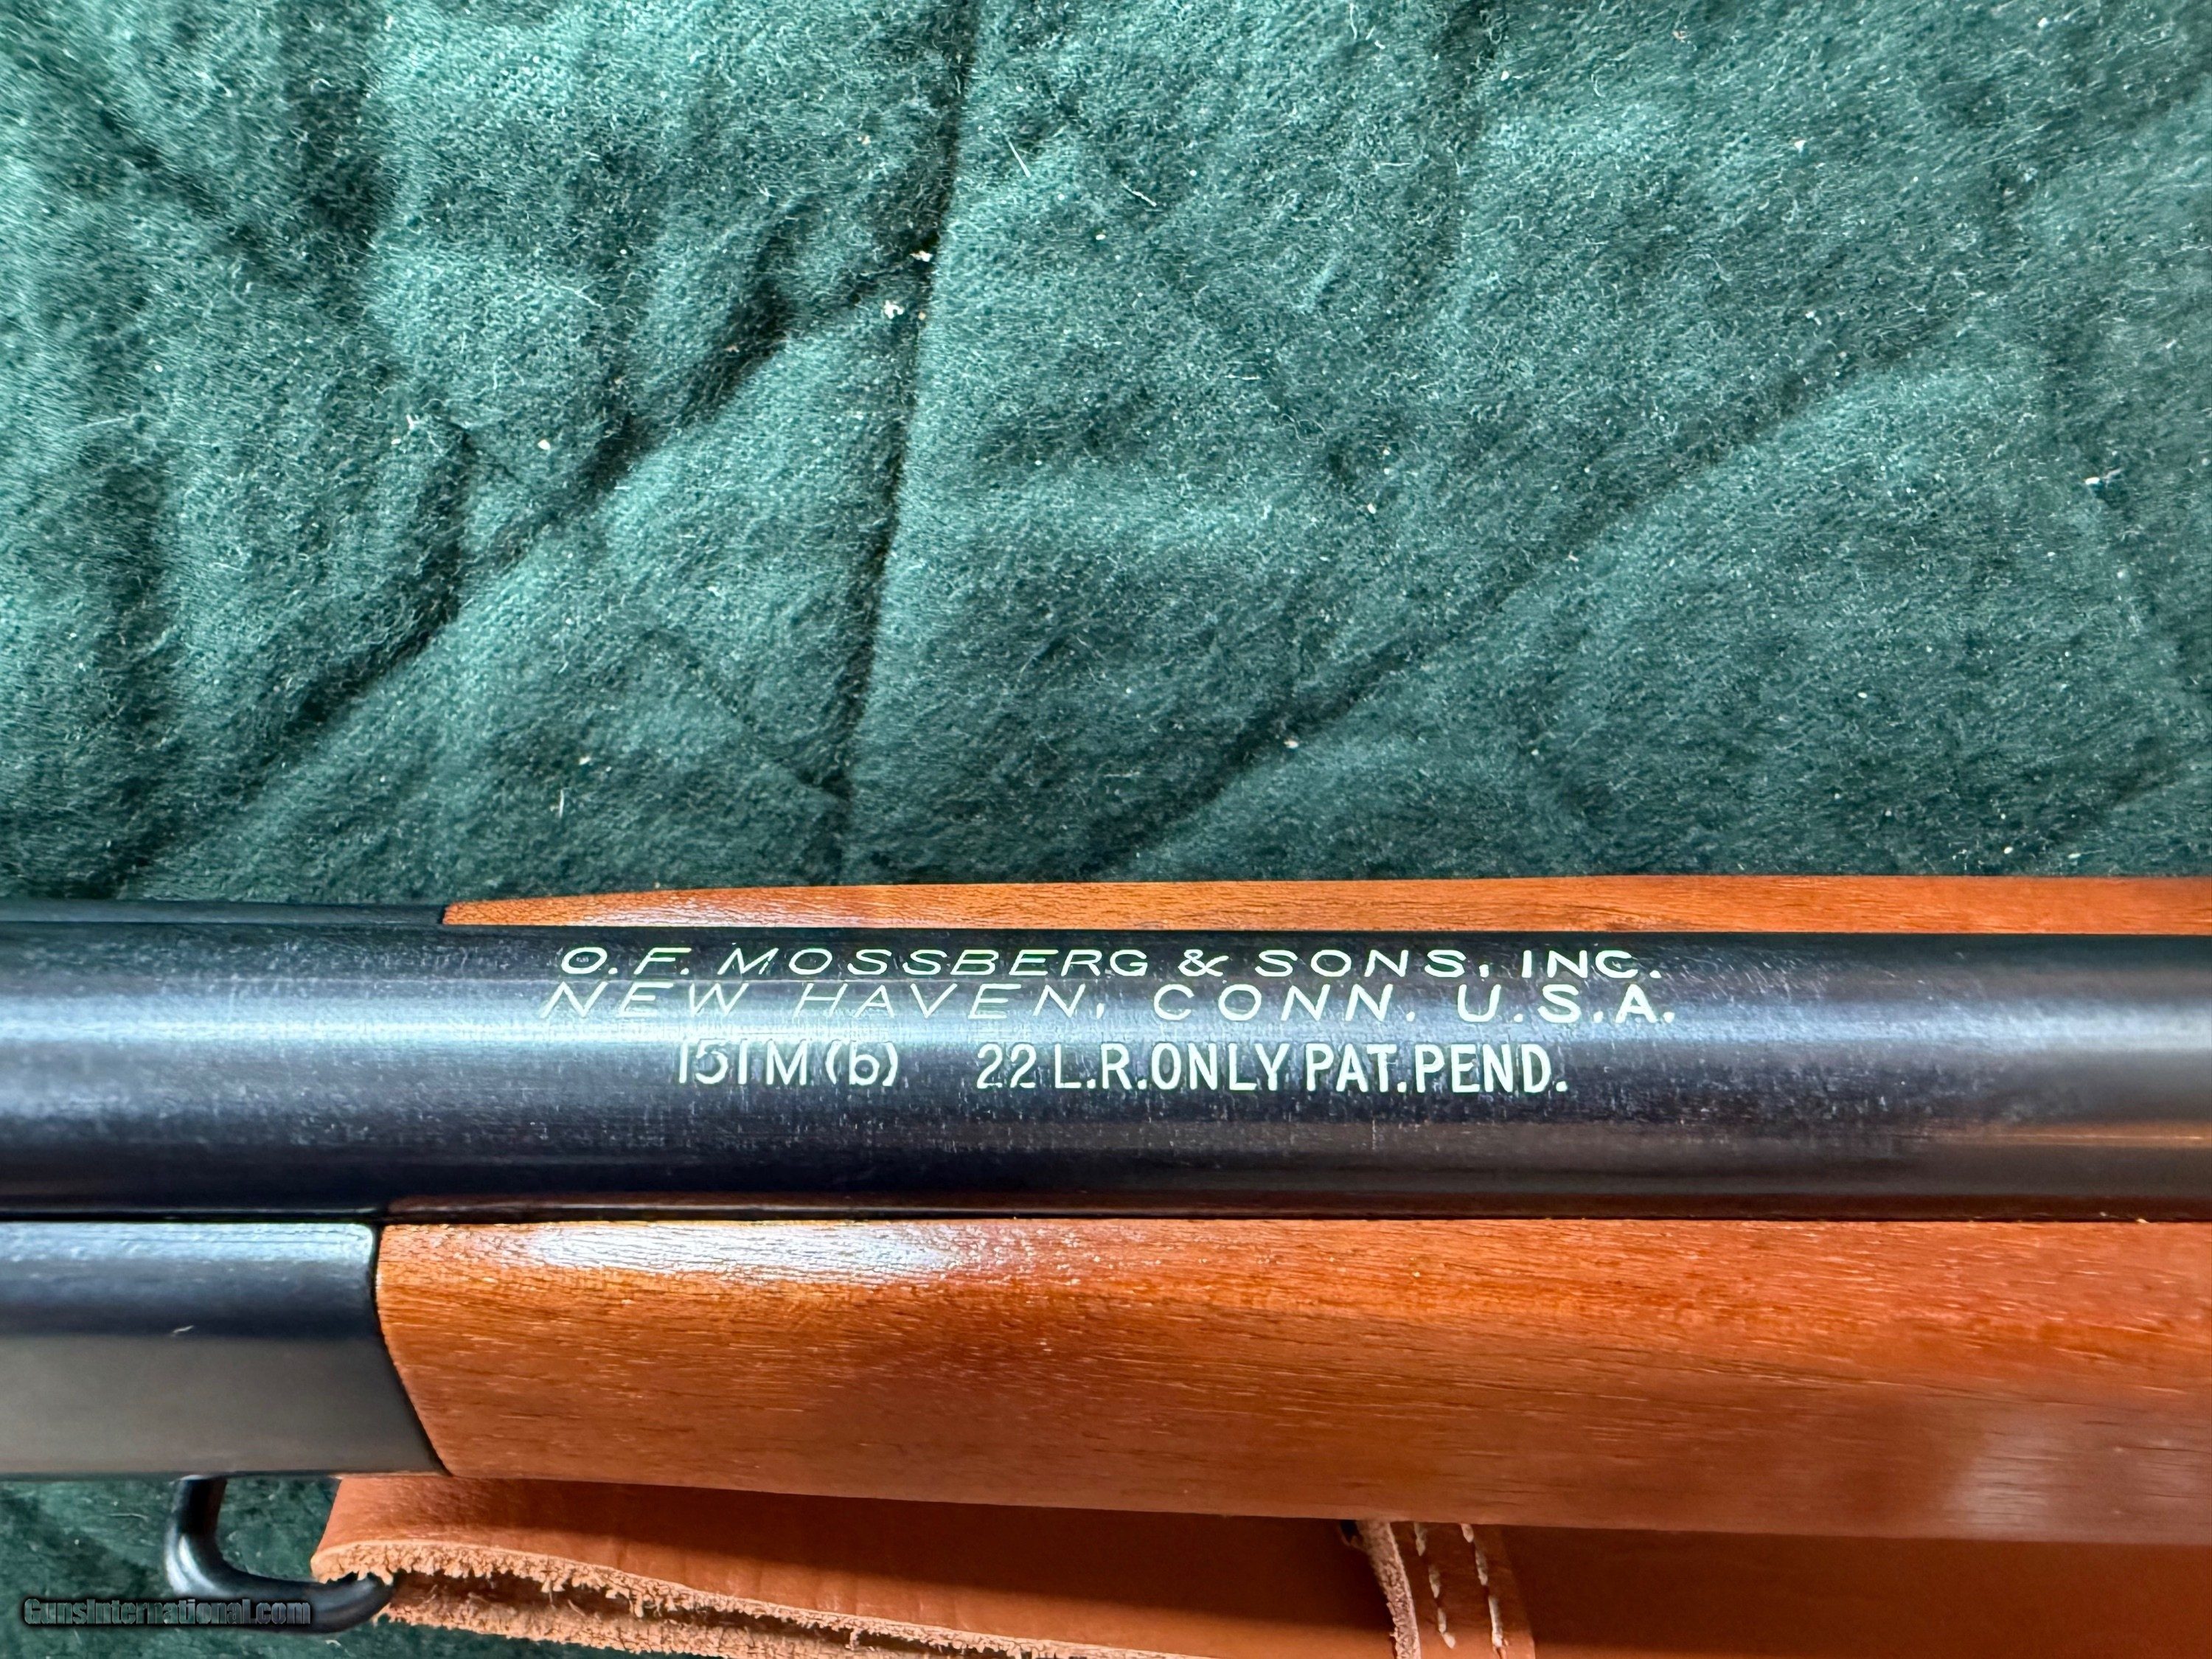 O.F. MOSSBERG & SONS, INC.
NEW HAVEN, CONN. U.S.A.
151M(b) 22 L.R.ONLY PAT.PEND.
GunsInternational.com